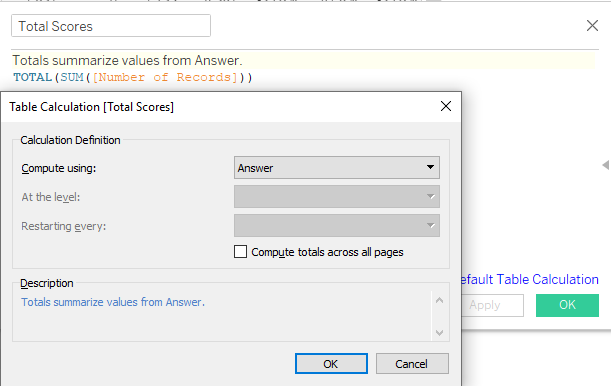 Total Scores
Totals summarize values from Answer.
TOTAL(SUM([Number of Records]))
Table Calculation [Total Scores]
Calculation Definition
Compute using:
Answer
At the level:
Restarting every:
Compute totals across all pages
Description
Totals summarize values from Answer.
efault Table Calculation
Apply
OK
OK
Cancel